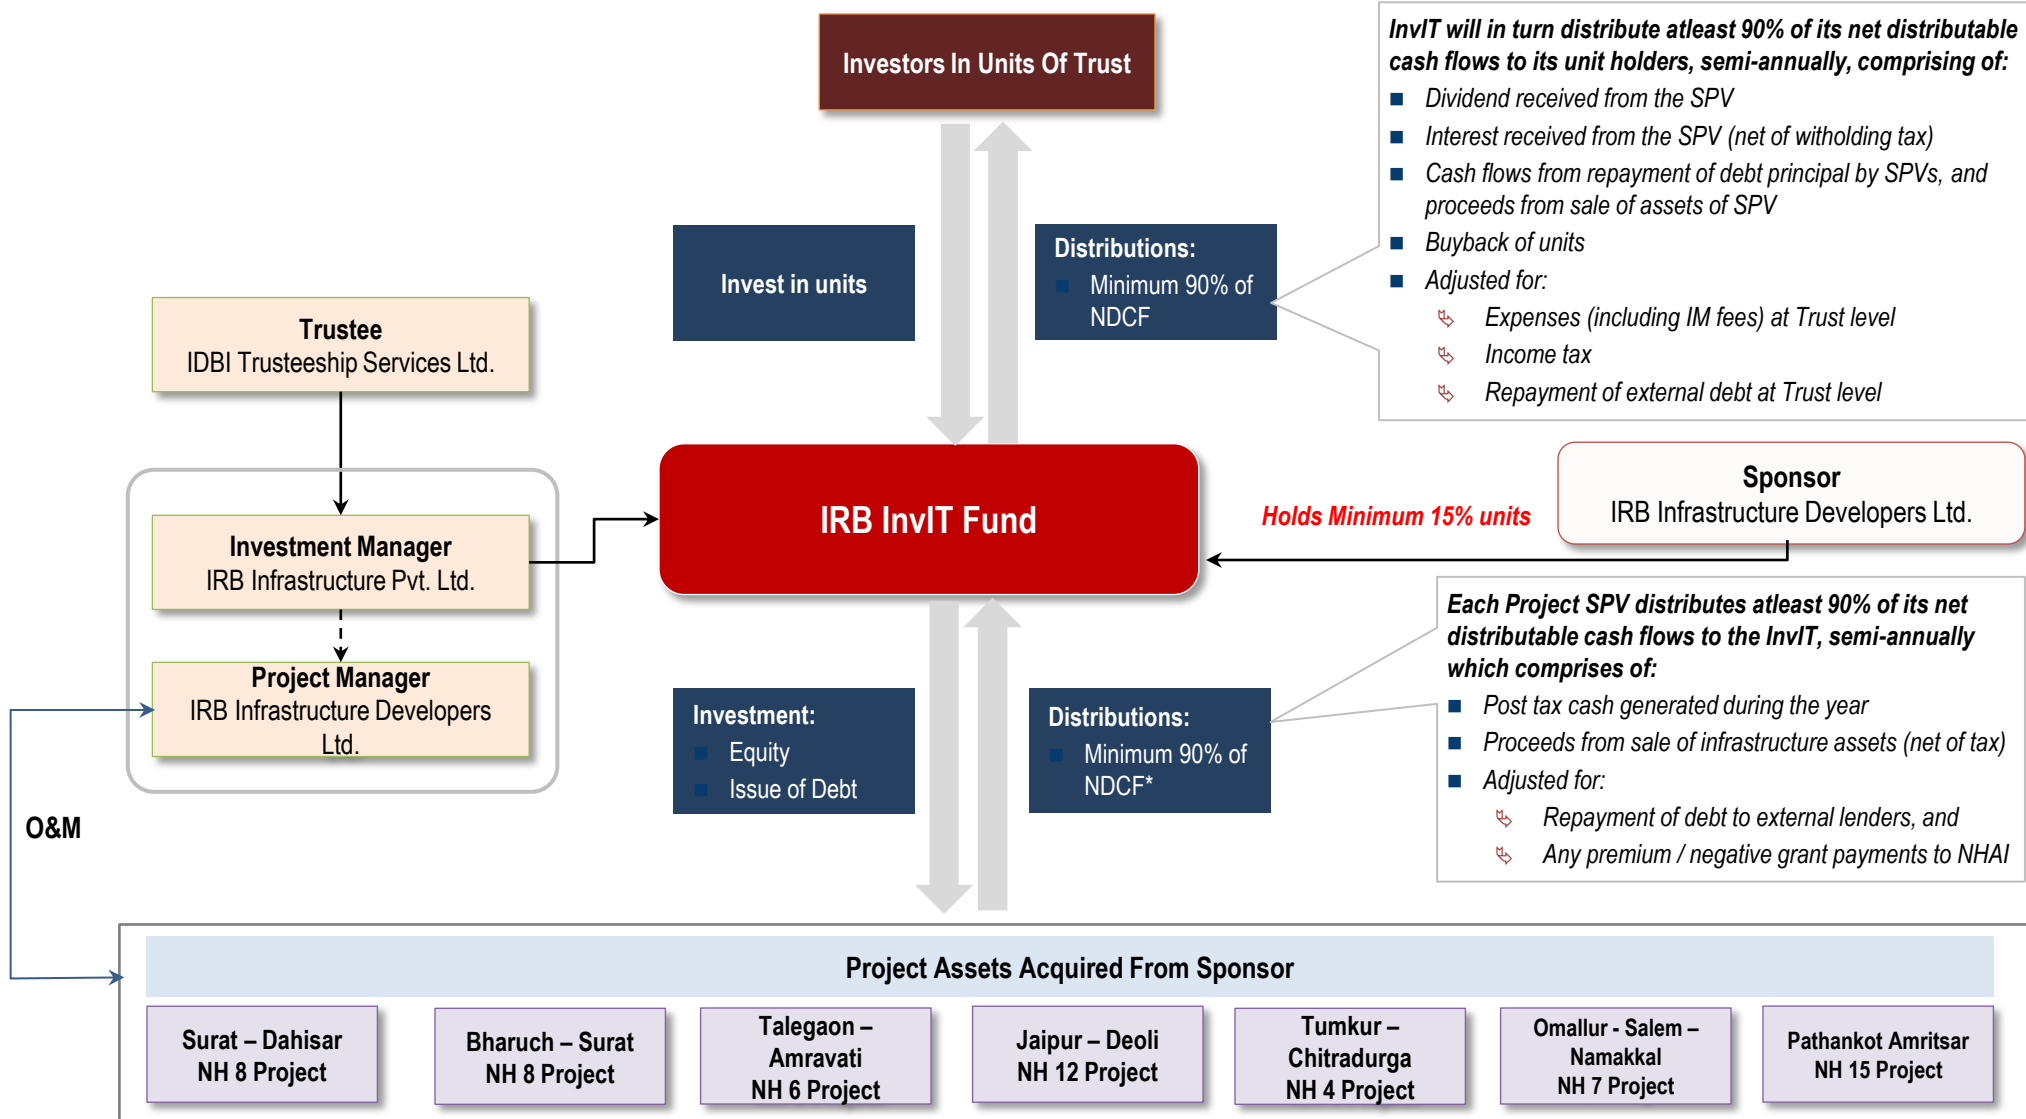 Investors In Units Of Trust
InvIT will in turn distribute atleast 90% of its net distributable
cash flows to its unit holders, semi-annually, comprising of:
Dividend received from the SPV
Interest received from the SPV (net of witholding tax)
Cash flows from repayment of debt principal by SPVs, and
proceeds from sale of assets of SPV
Buyback of units
Adjusted for:
Expenses (including IM fees) at Trust level
Income tax
Repayment of external debt at Trust level
Invest in units
Distributions:
Minimum 90% of
NDCF
Trustee
IDBI Trusteeship Services Ltd.
Investment Manager
IRB Infrastructure Pvt. Ltd.
Project Manager
IRB Infrastructure Developers
Ltd.
IRB InvIT Fund
Holds Minimum 15% units
Sponsor
IRB Infrastructure Developers Ltd.
Each Project SPV distributes atleast 90% of its net
distributable cash flows to the InvIT, semi-annually
which comprises of:
Post tax cash generated during the year
Proceeds from sale of infrastructure assets (net of tax)
Adjusted for:
Repayment of debt to external lenders, and
Any premium / negative grant payments to NHAI
Investment:
Equity
Issue of Debt
Distributions:
Minimum 90% of
NDCF*
O&M
Project Assets Acquired From Sponsor
Surat – Dahisar
NH 8 Project
Bharuch – Surat
NH 8 Project
Talegaon –
Amravati
NH 6 Project
Jaipur – Deoli
NH 12 Project
Tumkur –
Chitradurga
NH 4 Project
Omallur - Salem –
Namakkal
NH 7 Project
Pathankot Amritsar
NH 15 Project